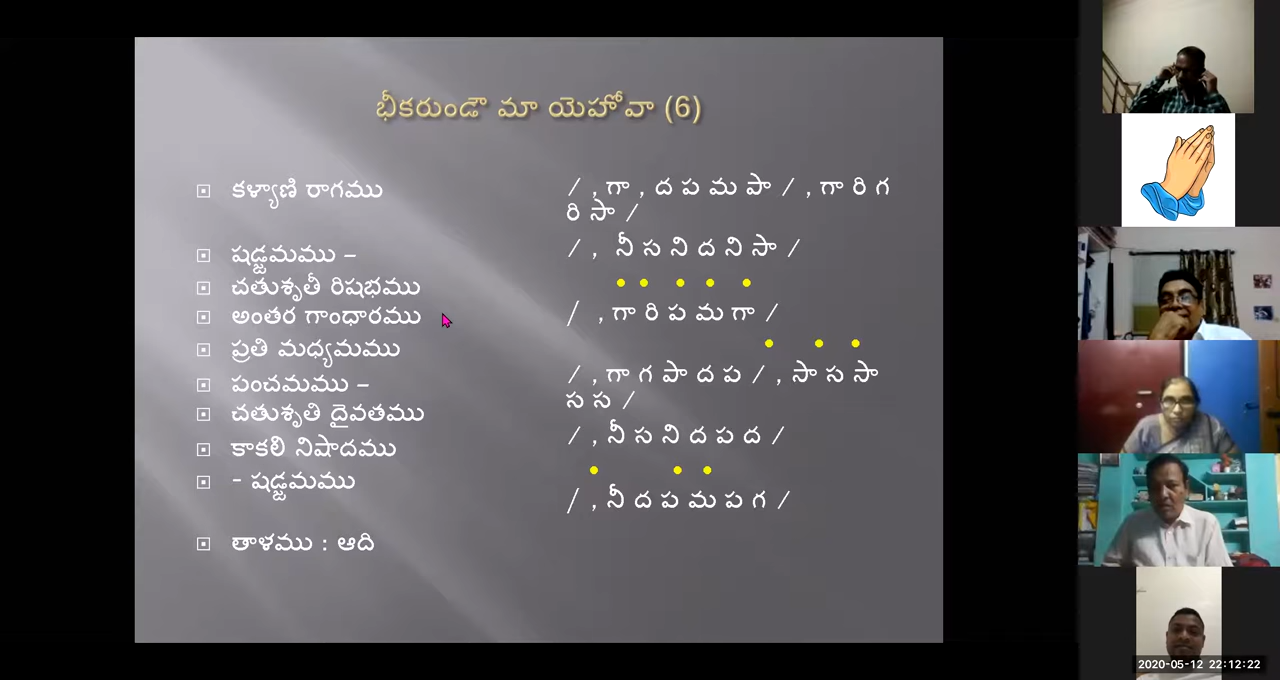 భీకరుండౌ మా యెహోవా (6)
కళ్యాణి రాగము
షడ్జమము –
చతుశృతీ రిషభము
అంతర గాంధారము
ప్రతి మధ్యమము
పంచమము –
చతుశృతి దైవతము
కాకలి నిషాదము
- షడ్జమము
తాళము : ఆది
/ , గా , ద ప మ పా / , గా రి గ
రి సా /
/ , నీ స ని ద ని సా /
/ , గా రి ప మ గా /
/ , గా గ పా ద ప / , సా స సా
స స /
/ , నీ స ని ద ప ద /
/ , నీ ద ప మ ప గ /
2020-05-12 22:12:22